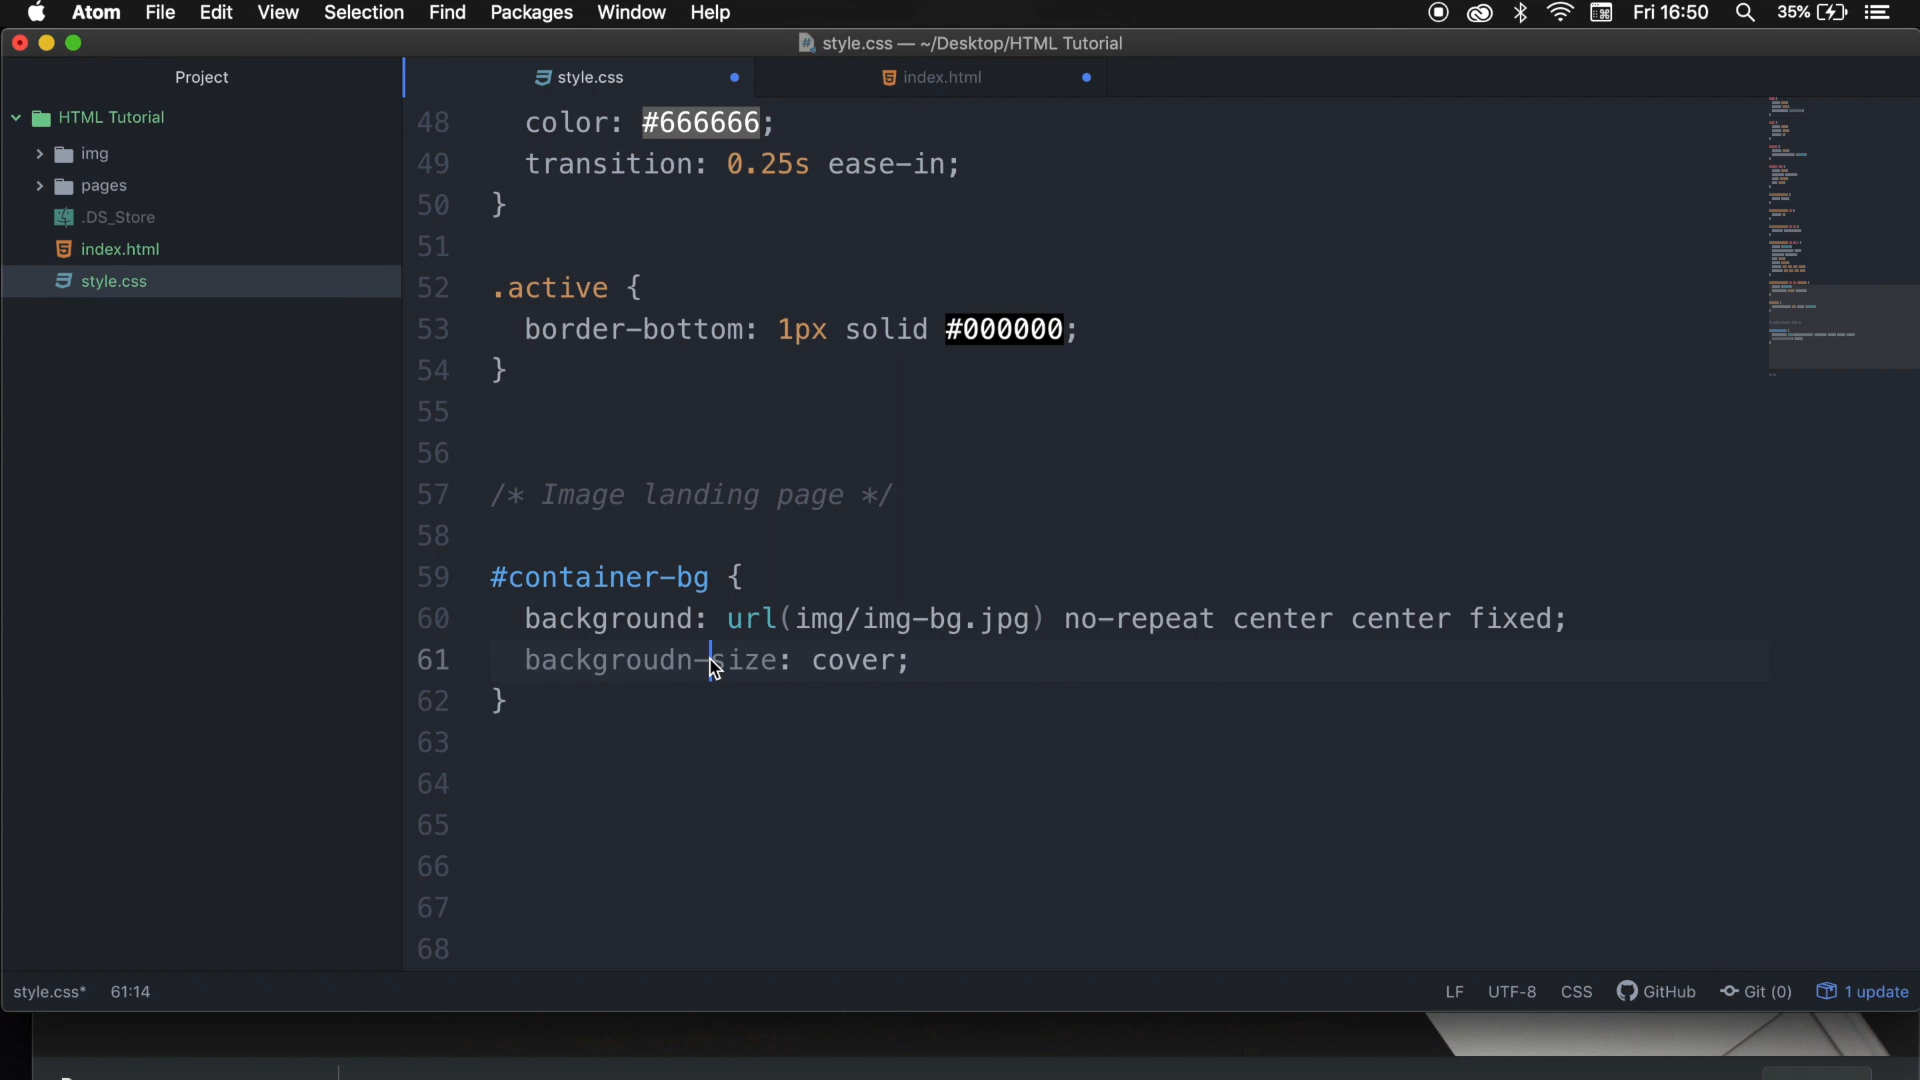 Atom File Edit View Selection Find Packages Window Help Fri 16:50 35%
style.css — ~/Desktop/HTML Tutorial
Project
style.css
index.html
HTML Tutorial
img
pages
.DS_Store
index.html
style.css
48 color: #666666;
49 transition: 0.25s ease-in;
50 }
51
52 .active {
53 border-bottom: 1px solid #000000;
54 }
55
56
57 /* Image landing page */
58
59 #container-bg {
60 background: url(img/img-bg.jpg) no-repeat center center fixed;
61 backgroudn-size: cover;
62 }
63
64
65
66
67
68
style.css* 61:14 LF UTF-8 CSS GitHub Git (0) 1 update